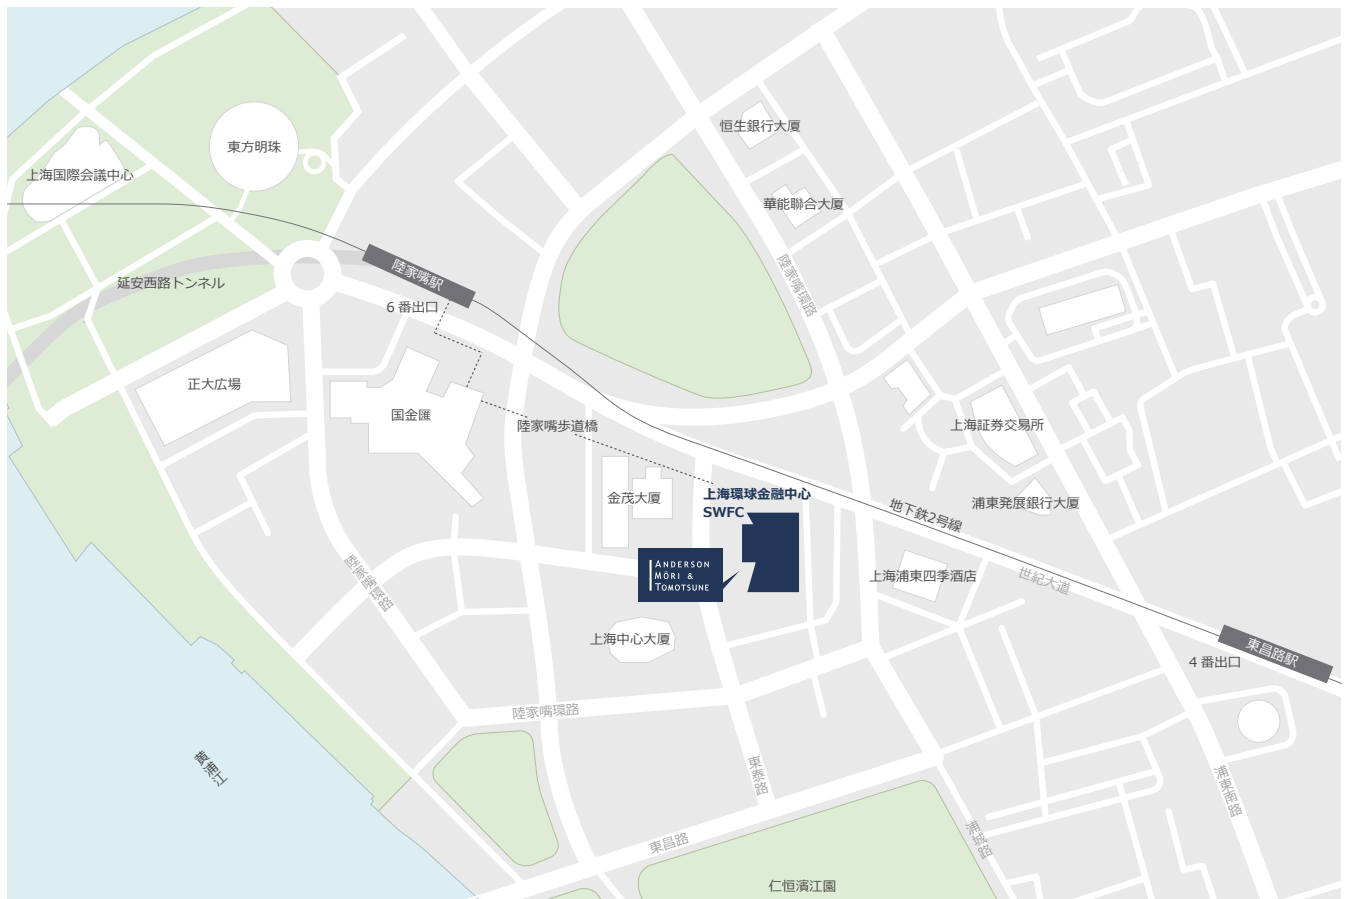 恒生銀行大厦
東方明珠
上海国際会議中心
華能聯合大厦
陸家嘴環路
陸家嘴駅
延安西路トンネル
6 番出口
正大広場
国金匯
陸家嘴歩道橋
上海証券交易所
金茂大厦
上海環球金融中心
SWFC
浦東発展銀行大厦
地下鉄2号線
ANDERSON
MŌRI &
TOMOTSUNE
陸家嘴環路
上海浦東四季酒店
世紀大道
上海中心大厦
東昌路駅
4 番出口
陸家嘴環路
黄浦江
東泰路
浦東南路
東昌路
浦城路
仁恒濱江園